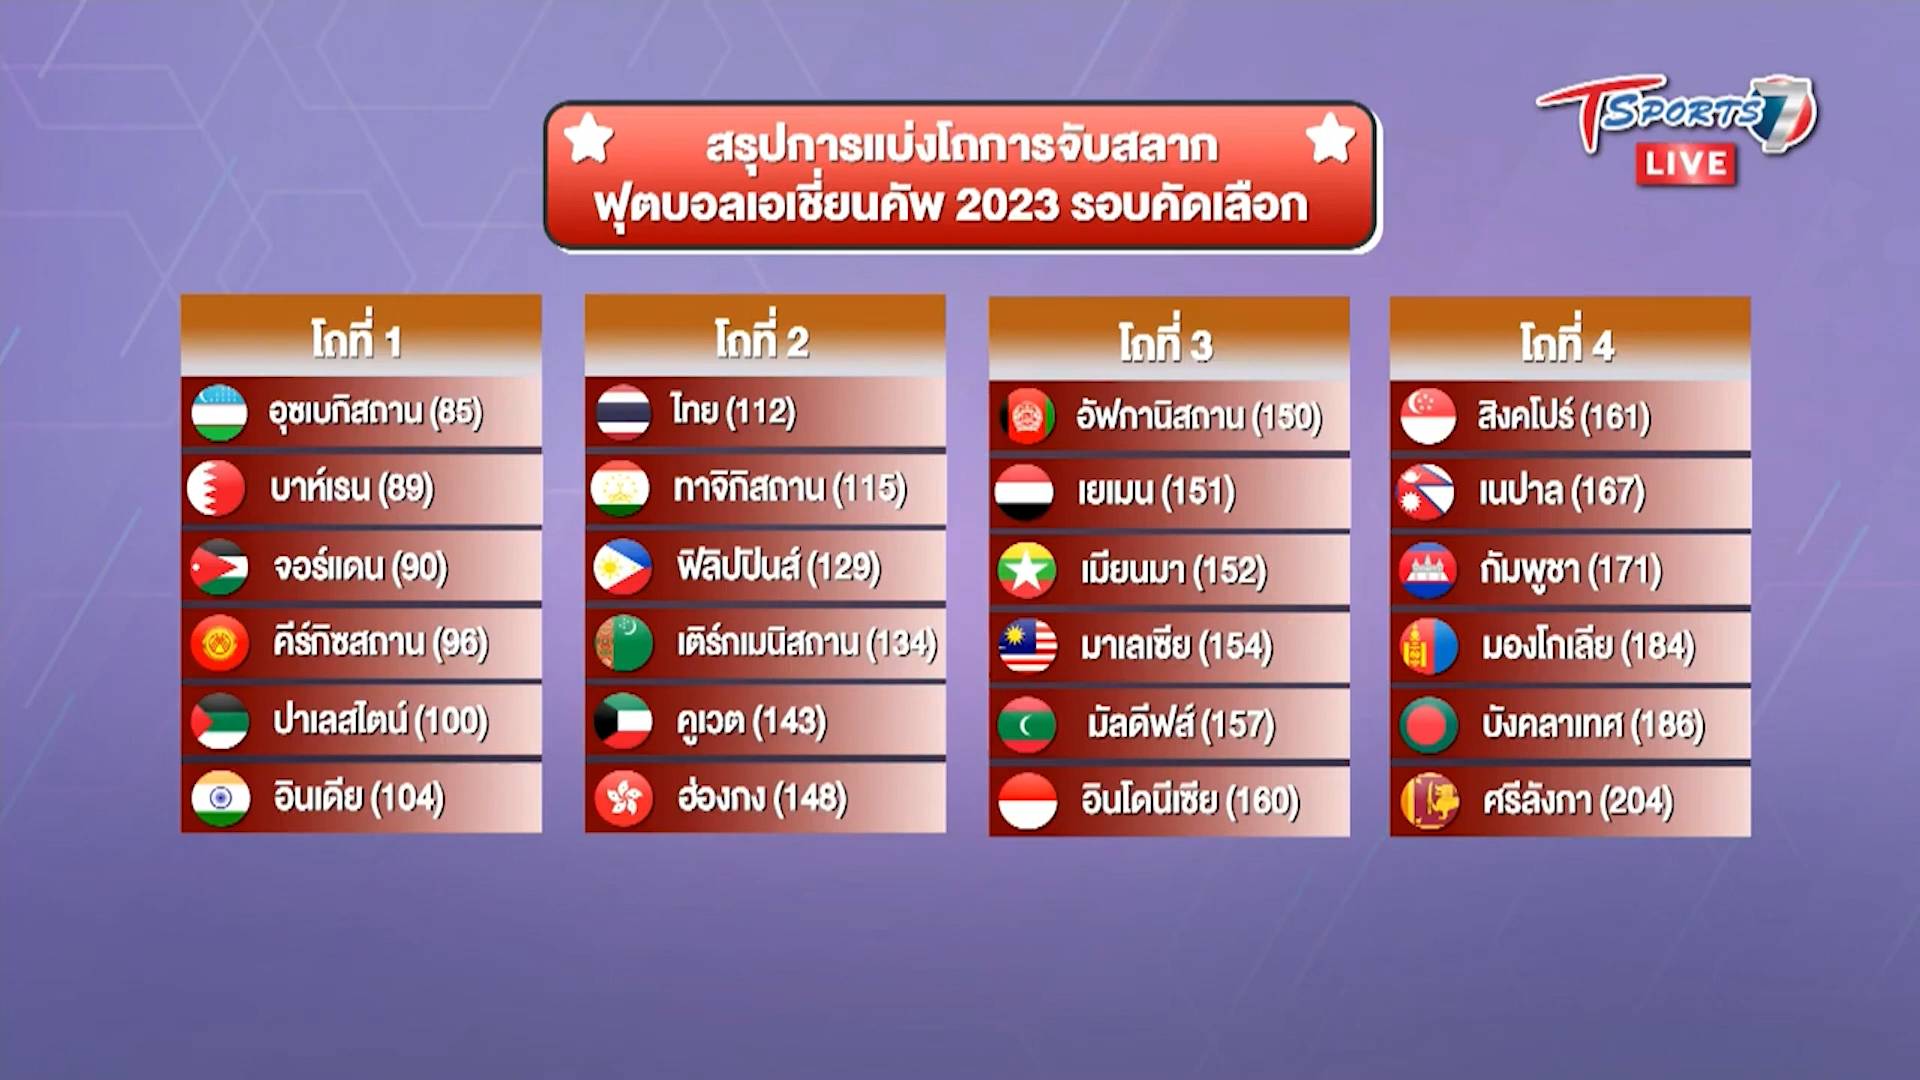 TSPORTS 7
LIVE
สรุปการแบ่งโถการจับสลาก
ฟุตบอลเอเชี่ยนคัพ 2023 รอบคัดเลือก
โถที่ 1
อุซเบกิสถาน (85)
บาห์เรน (89)
จอร์แดน (90)
คีร์กิซสถาน (96)
ปาเลสไตน์ (100)
อินเดีย (104)
โถที่ 2
ไทย (112)
ทาจิกิสถาน (115)
ฟิลิปปินส์ (129)
เติร์กเมนิสถาน (134)
คูเวต (143)
ฮ่องกง (148)
โถที่ 3
อัฟกานิสถาน (150)
เยเมน (151)
เมียนมา (152)
มาเลเซีย (154)
มัลดีฟส์ (157)
อินโดนีเซีย (160)
โถที่ 4
สิงคโปร์ (161)
เนปาล (167)
กัมพูชา (171)
มองโกเลีย (184)
บังคลาเทศ (186)
ศรีลังกา (204)